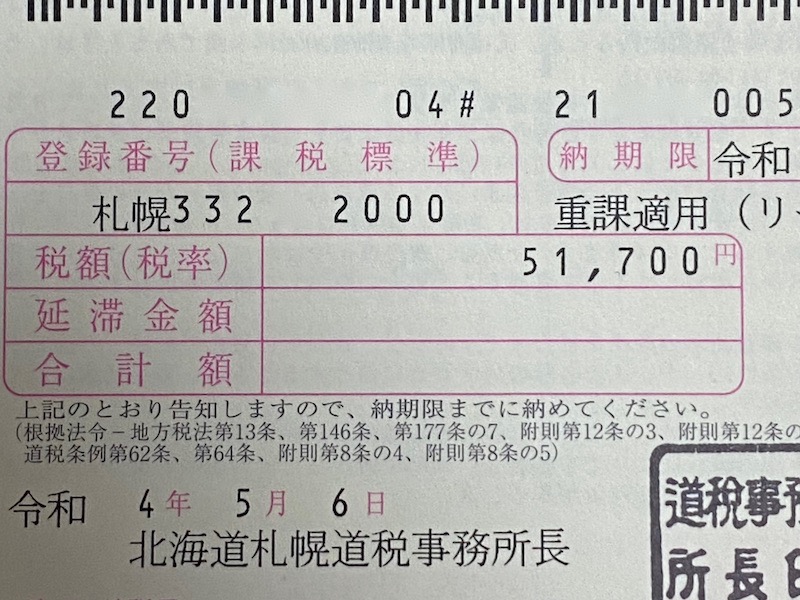 220 04# 21 005
登録番号(課税標準) 納期限 令和
札幌332 2000 重課適用(リ
税額(税率) 51,700円
延滞金額
合計額
上記のとおり告知しますので、納期限までに納めてください。
(根拠法令－地方税法第13条、第146条、第177条の7、附則第12条の3、附則第12条の
道税条例第62条、第64条、附則第8条の4、附則第8条の5)
令和 4年 5月 6日
北海道札幌道税事務所長
道税事務
所長